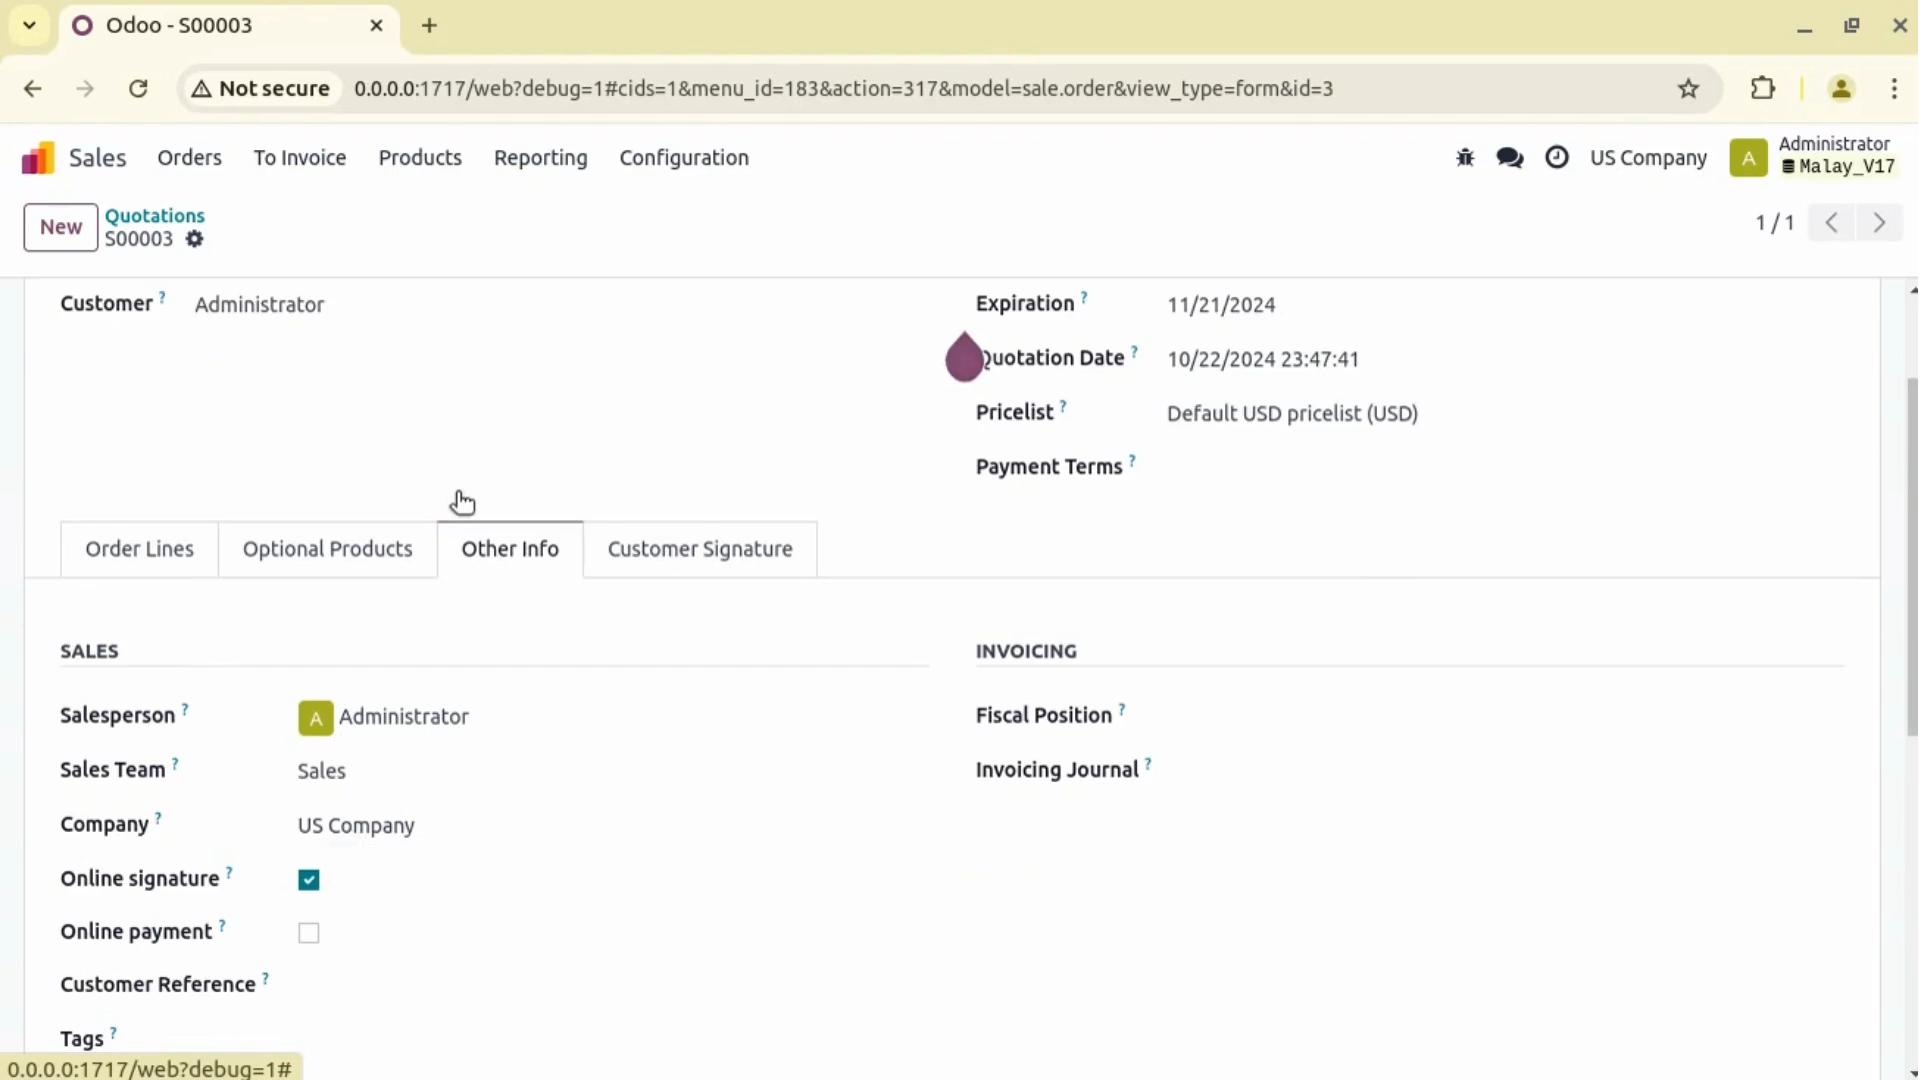 Odoo - S00003
Not secure 0.0.0.0:1717/web?debug=1#cids=1&menu_id=183&action=317&model=sale.order&view_type=form&id=3
Sales Orders To Invoice Products Reporting Configuration US Company A Administrator
Malay_V17
New Quotations
S00003 1 / 1
Customer ? Administrator Expiration ? 11/21/2024
Quotation Date ? 10/22/2024 23:47:41
Pricelist ? Default USD pricelist (USD)
Payment Terms ?
Order Lines Optional Products Other Info Customer Signature
SALES INVOICING
Salesperson ? A Administrator Fiscal Position ?
Sales Team ? Sales Invoicing Journal ?
Company ? US Company
Online signature ?
Online payment ?
Customer Reference ?
Tags ?
0.0.0.0:1717/web?debug=1#